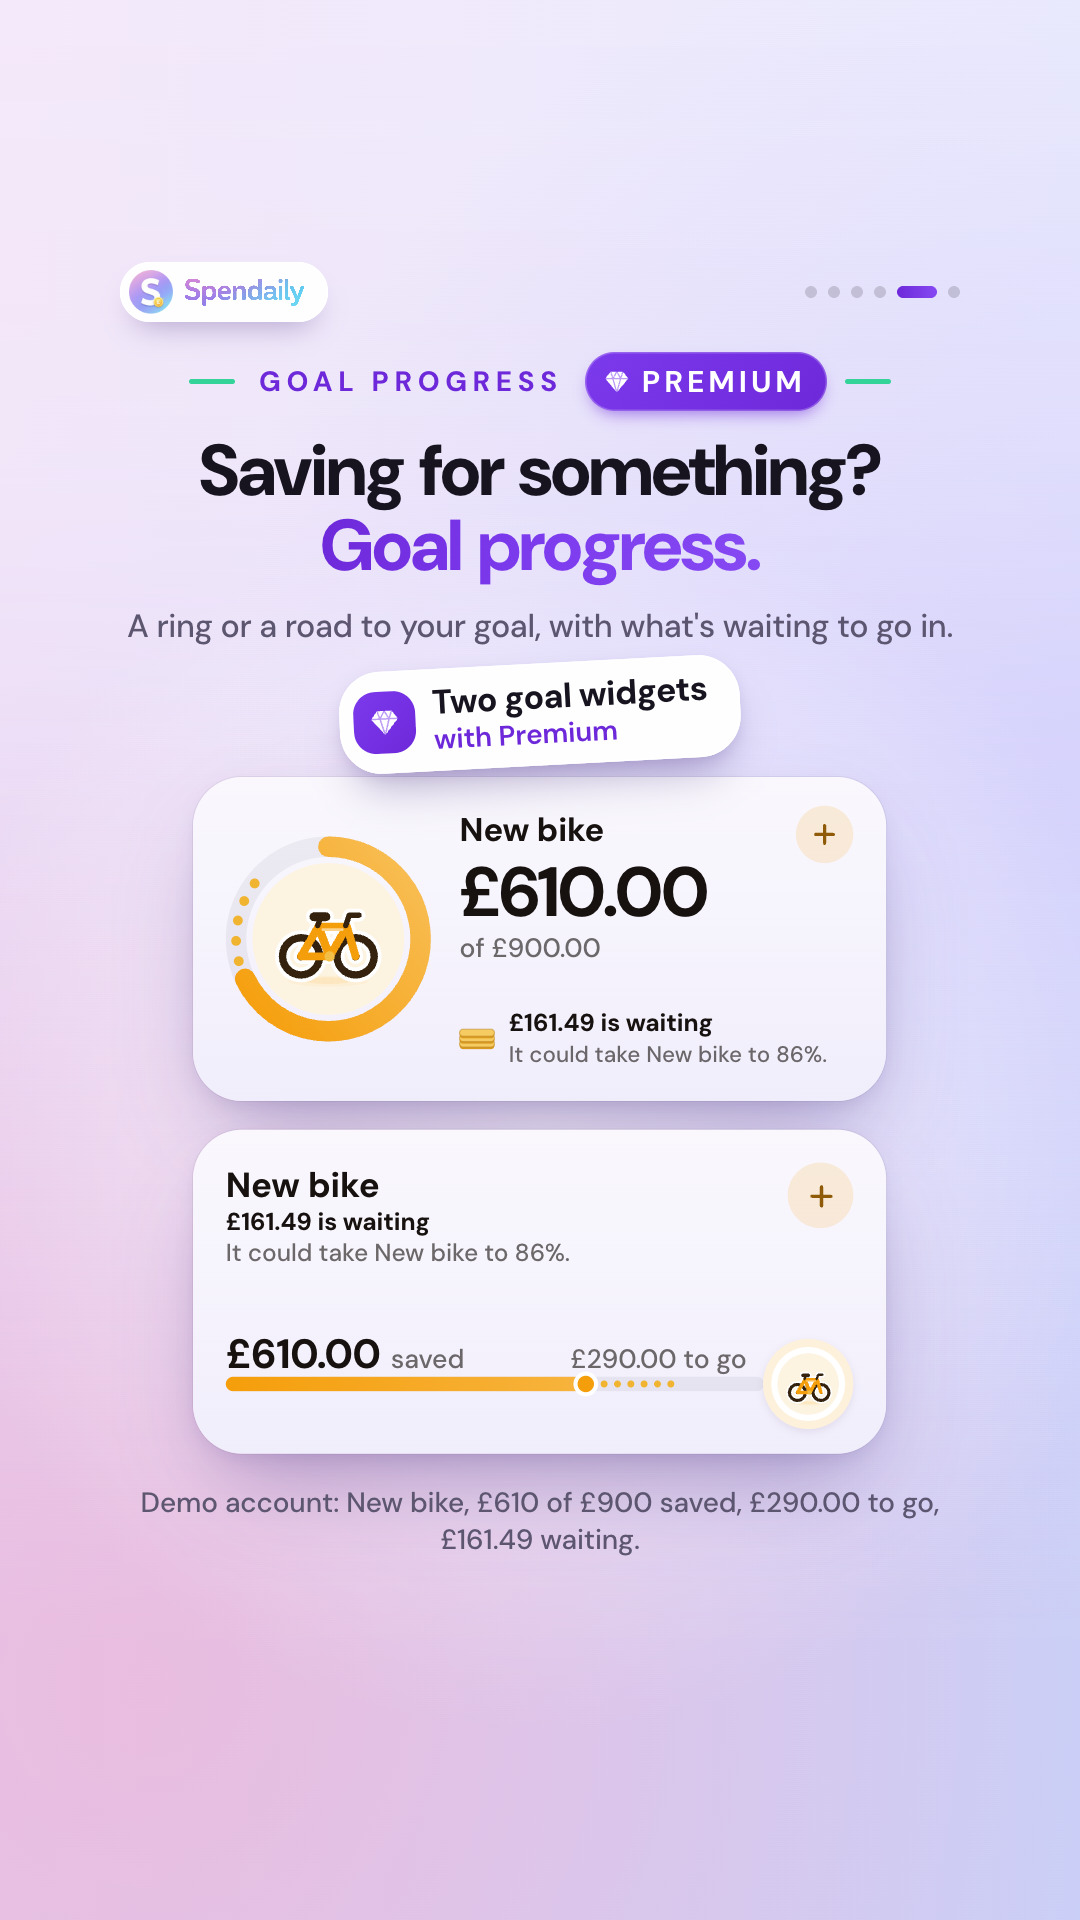 Spendaily
GOAL PROGRESS
PREMIUM
Saving for something?
Goal progress.
A ring or a road to your goal, with what's waiting to go in.
Two goal widgets
with Premium
New bike
£610.00
of £900.00
£161.49 is waiting
It could take New bike to 86%.
New bike
£161.49 is waiting
It could take New bike to 86%.
£610.00 saved
£290.00 to go
Demo account: New bike, £610 of £900 saved, £290.00 to go,
£161.49 waiting.